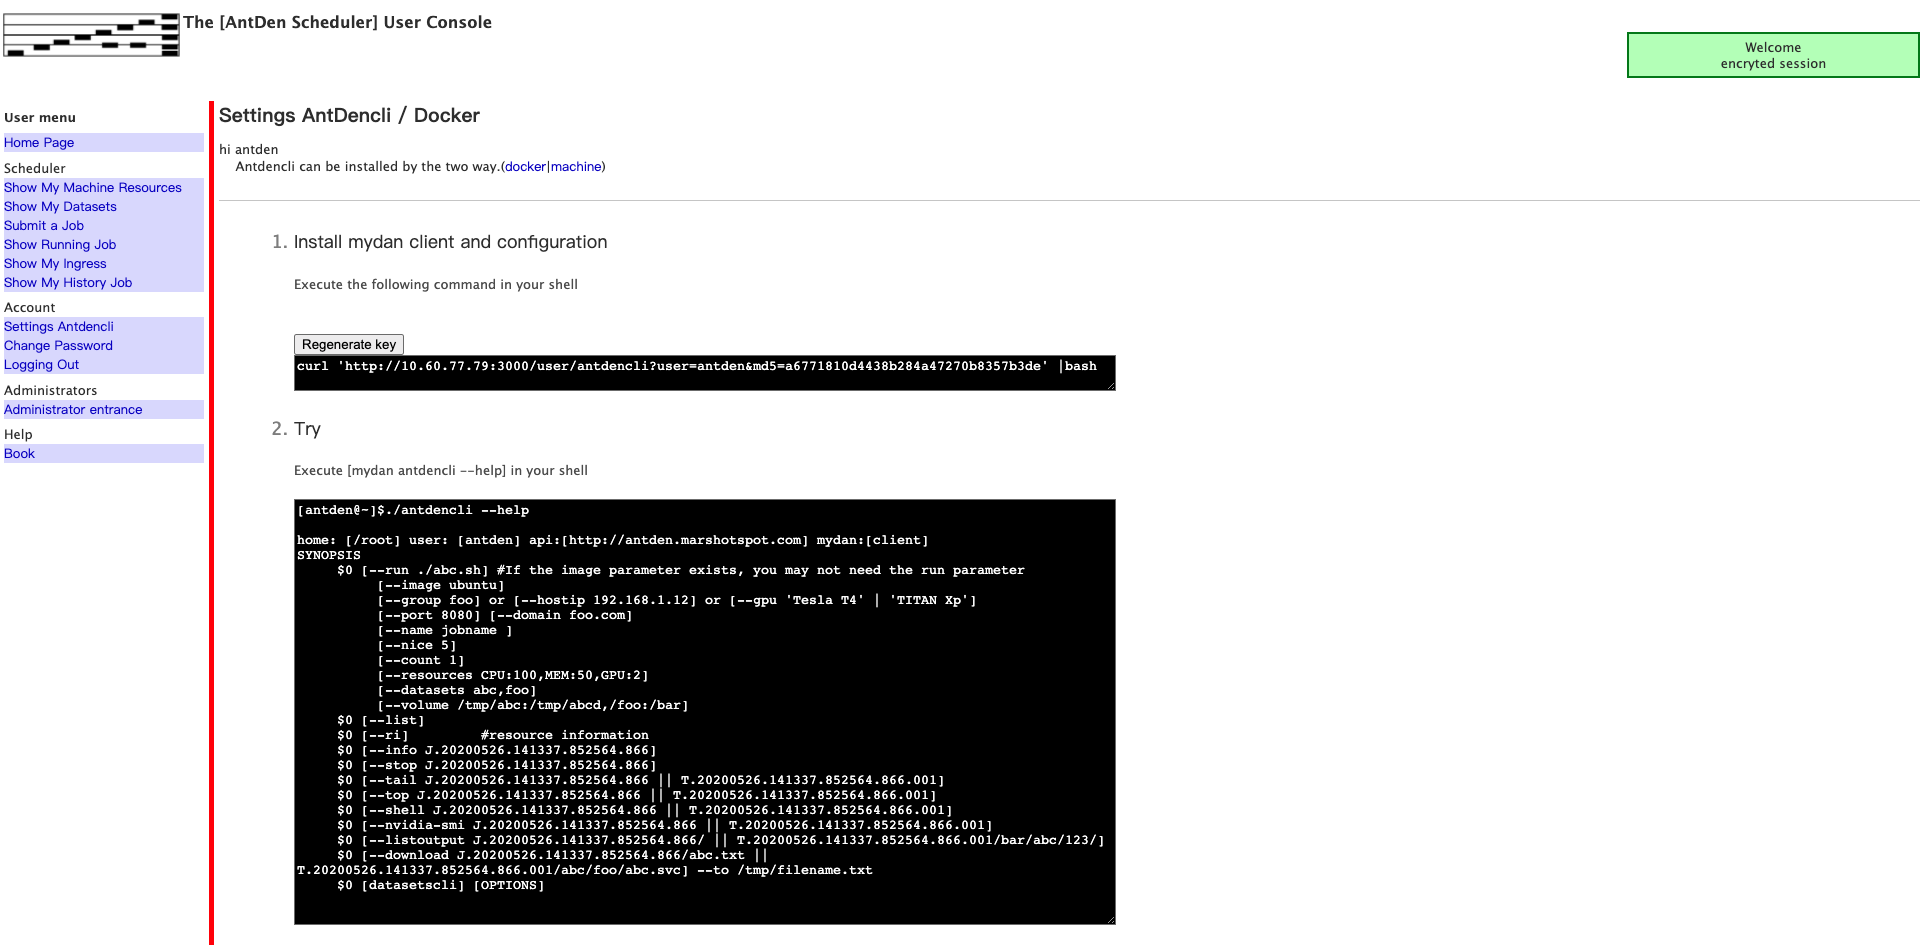 The [AntDen Scheduler] User Console
Welcome
encryted session
User menu
Home Page
Scheduler
Show My Machine Resources
Show My Datasets
Submit a Job
Show Running Job
Show My Ingress
Show My History Job
Account
Settings Antdencli
Change Password
Logging Out
Administrators
Administrator entrance
Help
Book
Settings AntDencli / Docker
hi antden
Antdencli can be installed by the two way.(docker|machine)
1. Install mydan client and configuration
Execute the following command in your shell
Regenerate key
curl 'http://10.60.77.79:3000/user/antdencli?user=antden&md5=a6771810d4438b284a47270b8357b3de' |bash
2. Try
Execute [mydan antdencli --help] in your shell
[antden@~]$./antdencli --help
home: [/root] user: [antden] api:[http://antden.marshotspot.com] mydan:[client]
SYNOPSIS
$0 [--run ./abc.sh] #If the image parameter exists, you may not need the run parameter
[--image ubuntu]
[--group foo] or [--hostip 192.168.1.12] or [--gpu 'Tesla T4' | 'TITAN Xp']
[--port 8080] [--domain foo.com]
[--name jobname ]
[--nice 5]
[--count 1]
[--resources CPU:100,MEM:50,GPU:2]
[--datasets abc,foo]
[--volume /tmp/abc:/tmp/abcd,/foo:/bar]
$0 [--list]
$0 [--ri] #resource information
$0 [--info J.20200526.141337.852564.866]
$0 [--stop J.20200526.141337.852564.866]
$0 [--tail J.20200526.141337.852564.866 || T.20200526.141337.852564.866.001]
$0 [--top J.20200526.141337.852564.866 || T.20200526.141337.852564.866.001]
$0 [--shell J.20200526.141337.852564.866 || T.20200526.141337.852564.866.001]
$0 [--nvidia-smi J.20200526.141337.852564.866 || T.20200526.141337.852564.866.001]
$0 [--listoutput J.20200526.141337.852564.866/ || T.20200526.141337.852564.866.001/bar/abc/123/]
$0 [--download J.20200526.141337.852564.866/abc.txt ||
T.20200526.141337.852564.866.001/abc/foo/abc.svc] --to /tmp/filename.txt
$0 [datasetscli] [OPTIONS]